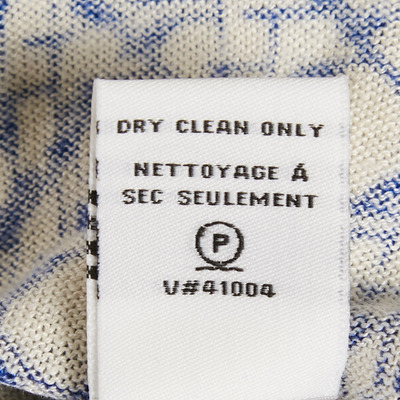 DRY CLEAN ONLY
NETTOYAGE Á
SEC SEULEMENT
P
V#41004